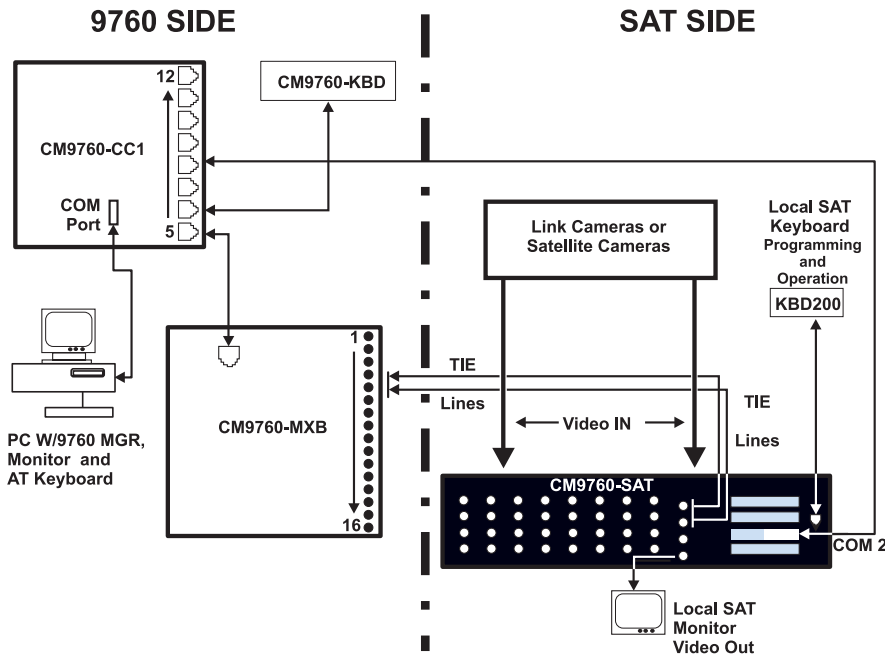 9760 SIDE
SAT SIDE
12
CM9760-KBD
CM9760-CC1
COM
Port
5
Link Cameras or
Satellite Cameras
Local SAT
Keyboard
Programming
and
Operation
KBD200
1
TIE
Lines
CM9760-MXB
16
TIE
Lines
Video IN
PC W/9760 MGR,
Monitor and
AT Keyboard
CM9760-SAT
COM 2
Local SAT
Monitor
Video Out